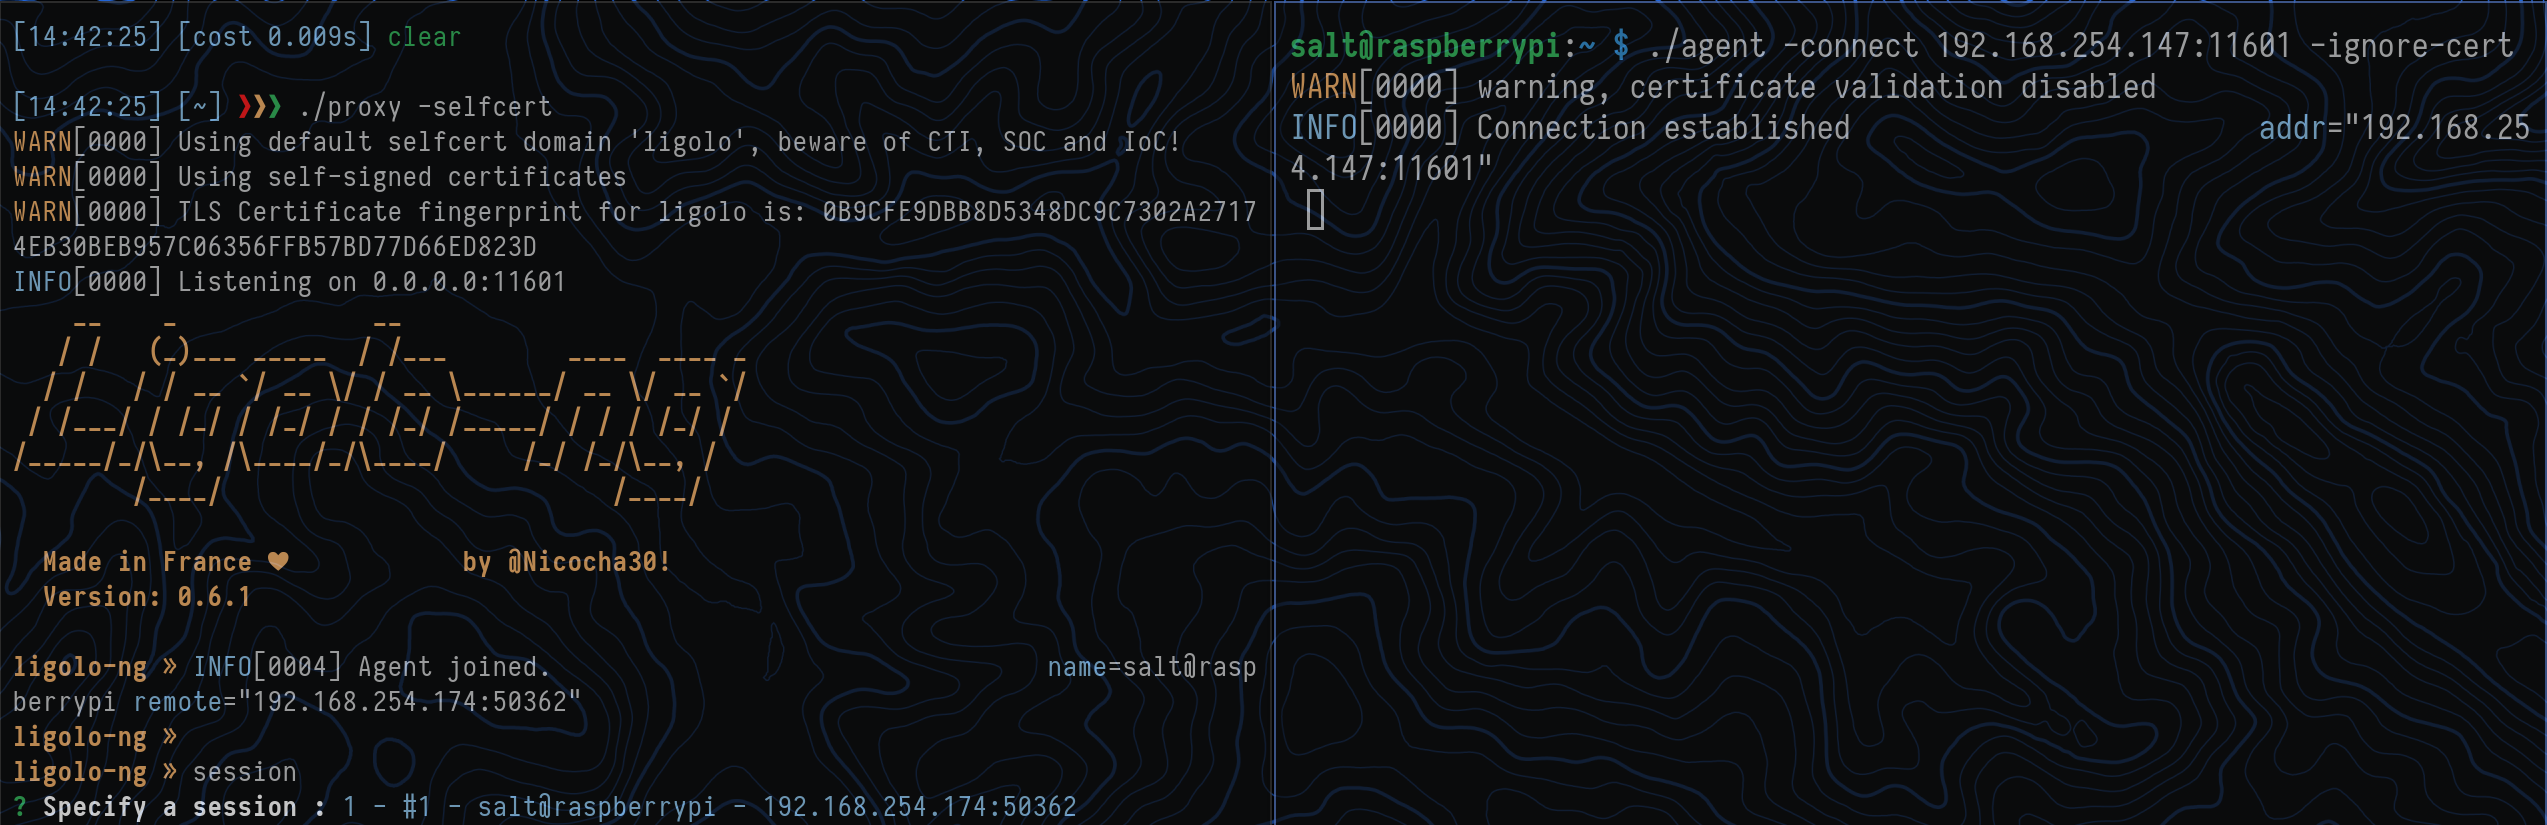 [14:42:25] [cost 0.009s] clear
[14:42:25] [~] ❯❯❯ ./proxy -selfcert
WARN[0000] Using default selfcert domain 'ligolo', beware of CTI, SOC and IoC!
WARN[0000] Using self-signed certificates
WARN[0000] TLS Certificate fingerprint for ligolo is: 0B9CFE9DBB8D5348DC9C7302A2717
4EB30BEB957C06356FFB57BD77D66ED823D
INFO[0000] Listening on 0.0.0.0:11601
Ligolo-ng
Made in France ♥ by @Nicocha30!
Version: 0.6.1
ligolo-ng » INFO[0004] Agent joined. name=salt@rasp
berrypi remote="192.168.254.174:50362"
ligolo-ng »
ligolo-ng » session
? Specify a session : 1 - #1 - salt@raspberrypi - 192.168.254.174:50362
salt@raspberrypi:~ $ ./agent -connect 192.168.254.147:11601 -ignore-cert
WARN[0000] warning, certificate validation disabled
INFO[0000] Connection established addr="192.168.25
4.147:11601"